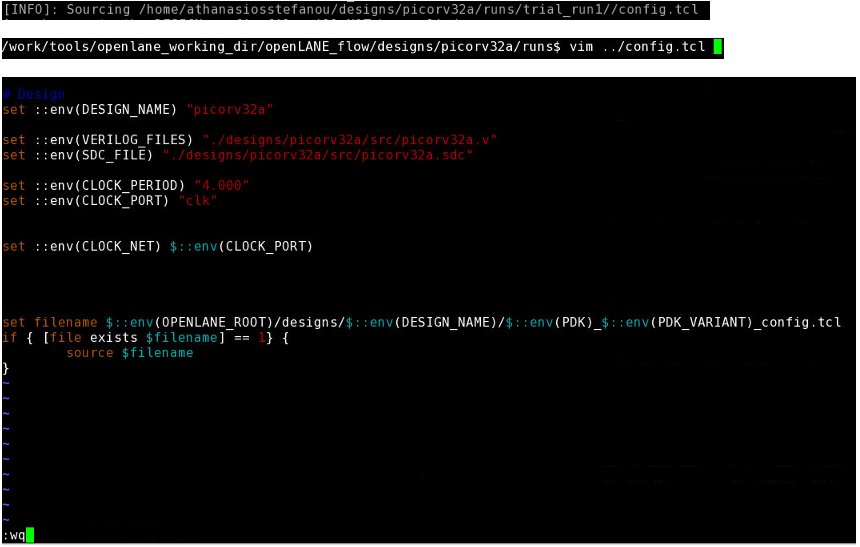 [INFO]: Sourcing /home/athanasiosstefanou/designs/picorv32a/runs/trial_run1//config.tcl
/work/tools/openlane_working_dir/openLANE_flow/designs/picorv32a/runs$ vim ../config.tcl
# Design
set ::env(DESIGN_NAME) "picorv32a"
set ::env(VERILOG_FILES) "./designs/picorv32a/src/picorv32a.v"
set ::env(SDC_FILE) "./designs/picorv32a/src/picorv32a.sdc"
set ::env(CLOCK_PERIOD) "4.000"
set ::env(CLOCK_PORT) "clk"
set ::env(CLOCK_NET) $::env(CLOCK_PORT)
set filename $::env(OPENLANE_ROOT)/designs/$::env(DESIGN_NAME)/$::env(PDK)_$::env(PDK_VARIANT)_config.tcl
if { [file exists $filename] == 1} {
        source $filename
}
~
~
~
~
~
~
~
~
~
~
:wq